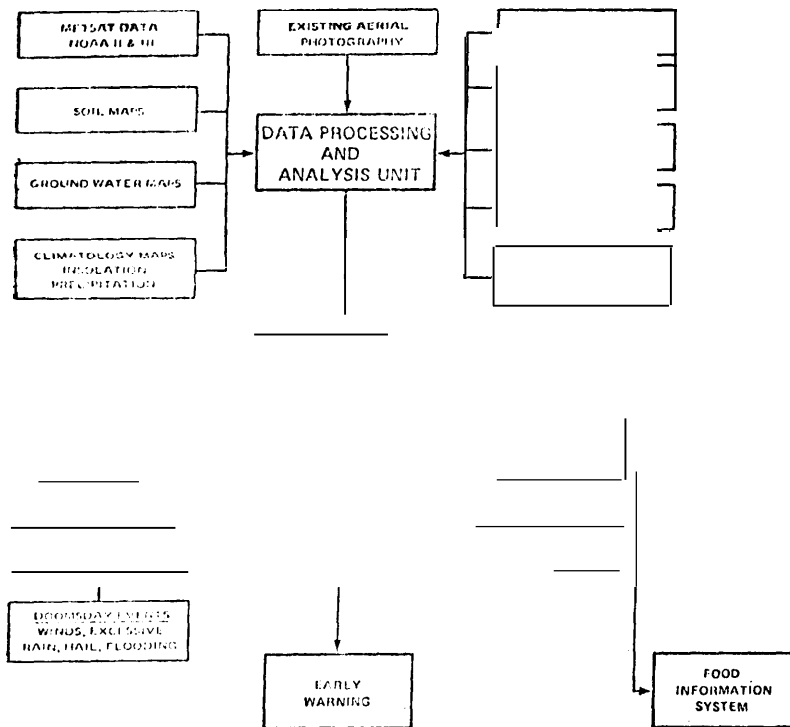 METSAT DATA
NOAA II & III
EXISTING AERIAL
PHOTOGRAPHY
SOIL MAPS
DATA PROCESSING
AND
ANALYSIS UNIT
GROUND WATER MAPS
CLIMATOLOGY MAPS
INSOLATION
PRECIPITATION
DOOMSDAY EVENTS
WINDS, EXCESSIVE
RAIN, HAIL, FLOODING
EARLY
WARNING
FOOD
INFORMATION
SYSTEM